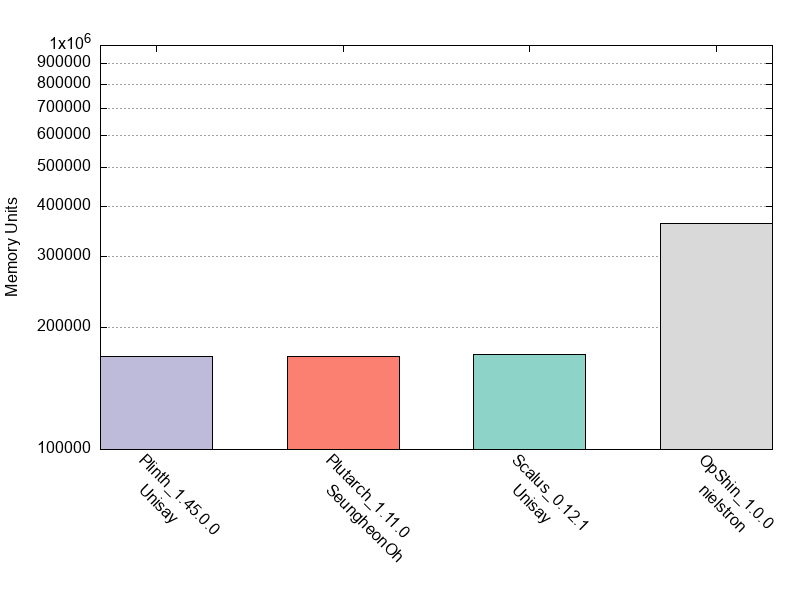 1x10^6
900000
800000
700000
600000
500000
400000
300000
200000
100000
Memory Units
Plinth_1.45.0.0
Unisay
Plutarch_1.11.0
SeungheonOh
Scalus_0.12.1
Unisay
OpShin_1.0.0
nielstron